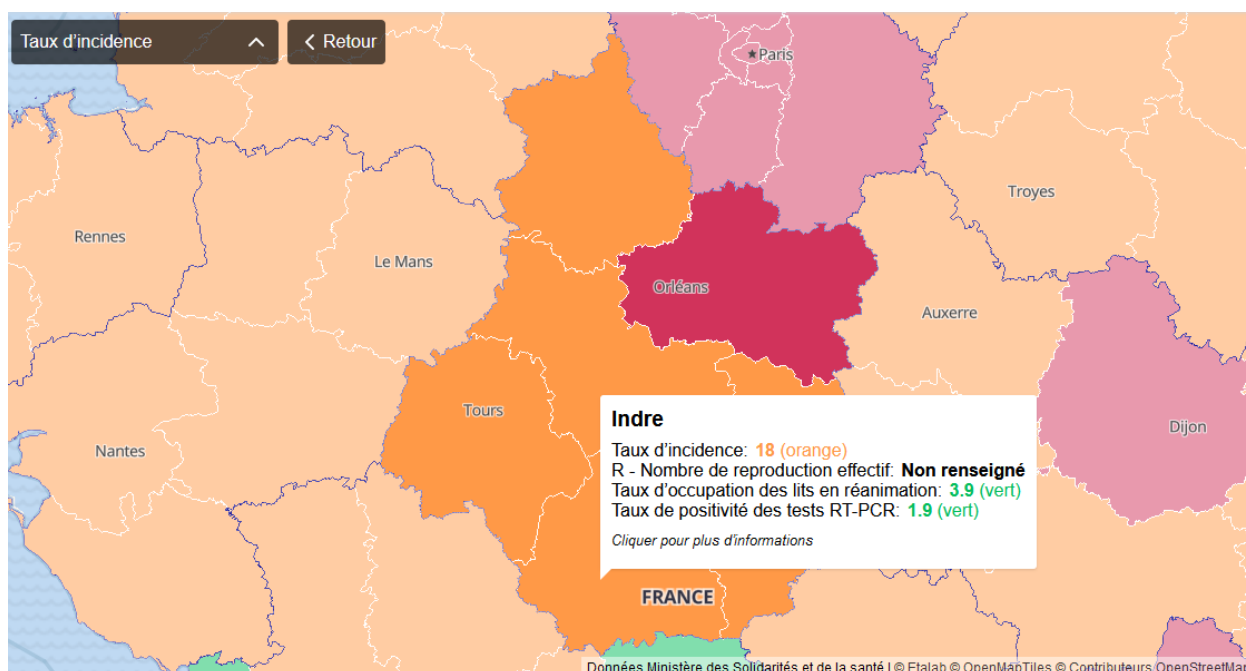 Taux d’incidence
Retour
Paris
Troyes
Rennes
Le Mans
Orléans
Auxerre
Tours
Nantes
Dijon
Indre
Taux d’incidence: 18 (orange)
R - Nombre de reproduction effectif: Non renseigné
Taux d’occupation des lits en réanimation: 3.9 (vert)
Taux de positivité des tests RT-PCR: 1.9 (vert)
Cliquer pour plus d'informations
FRANCE
Données Ministère des Solidarités et de la santé | © Etalab © OpenMapTiles © Contributeurs OpenStreetMap